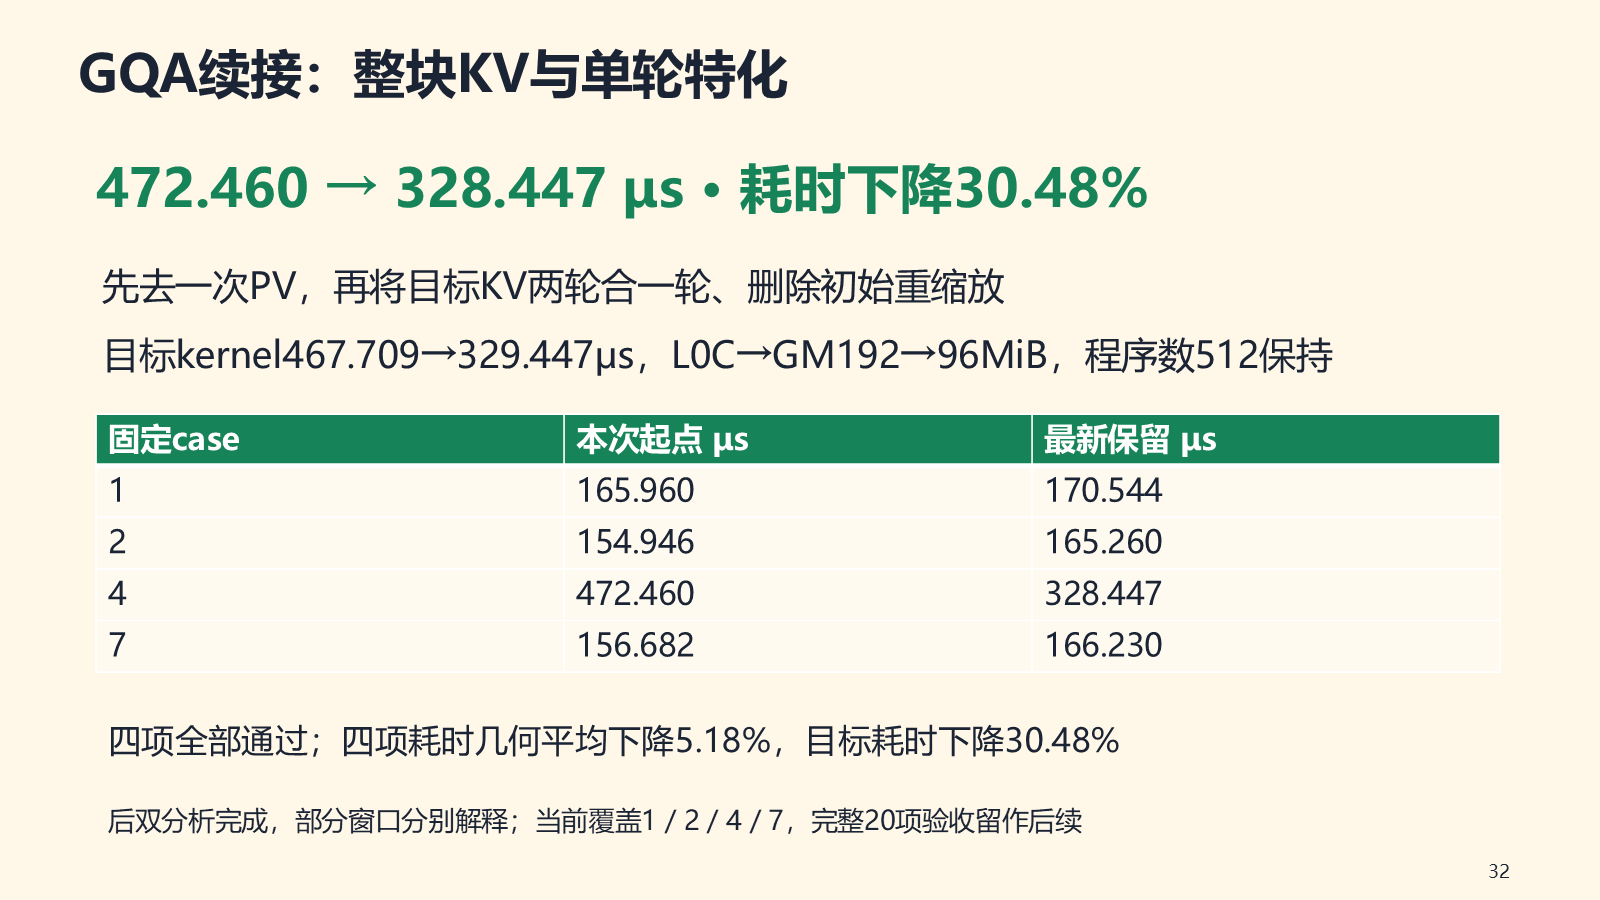 GQA续接：整块KV与单轮特化
472.460 → 328.447 μs · 耗时下降30.48%
先去一次PV，再将目标KV两轮合一轮、删除初始重缩放
目标kernel467.709→329.447μs，L0C→GM192→96MiB，程序数512保持
固定case 本次起点 μs 最新保留 μs
1 165.960 170.544
2 154.946 165.260
4 472.460 328.447
7 156.682 166.230
四项全部通过；四项耗时几何平均下降5.18%，目标耗时下降30.48%
后双分析完成，部分窗口分别解释；当前覆盖1 / 2 / 4 / 7，完整20项验收留作后续
32